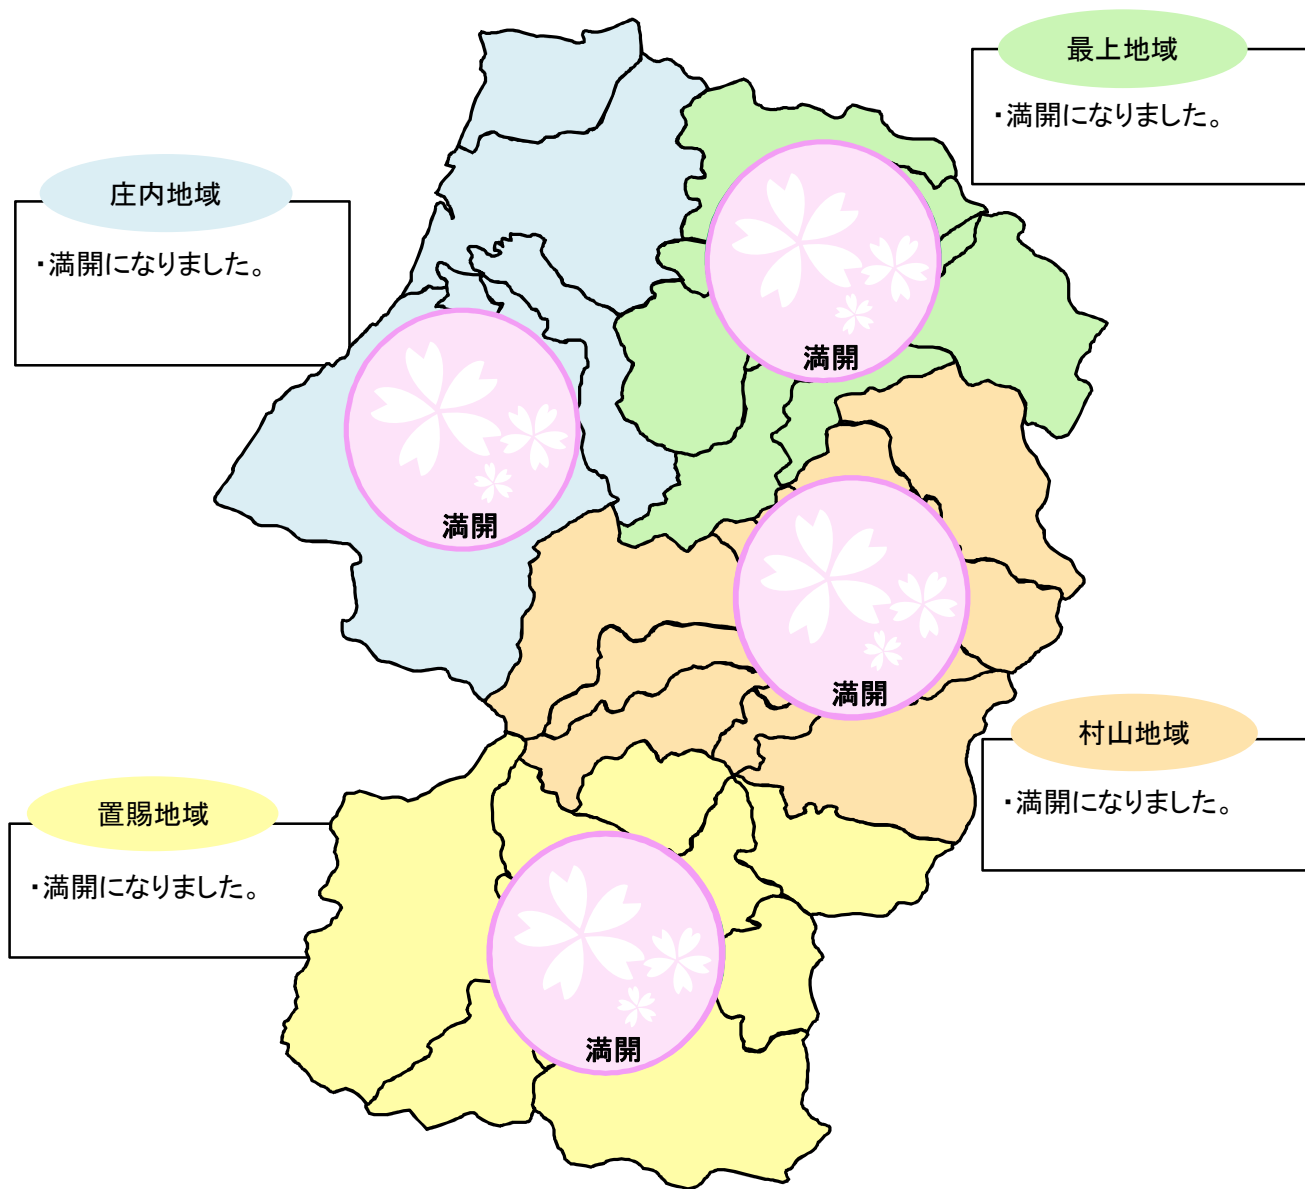 最上地域
・満開になりました。
庄内地域
・満開になりました。
満開
満開
満開
村山地域
・満開になりました。
置賜地域
・満開になりました。
満開